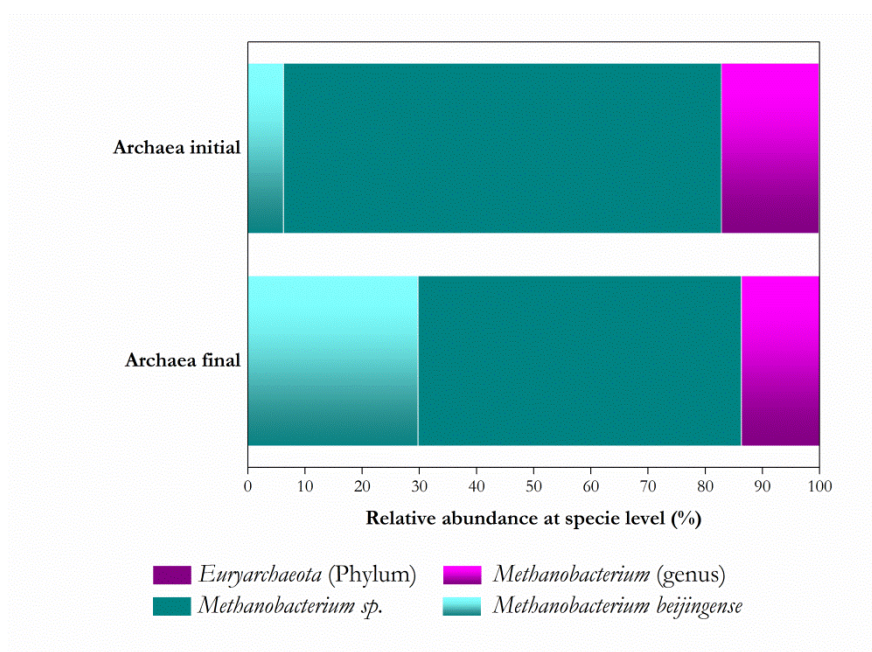 Archaea initial
Archaea final
0 10 20 30 40 50 60 70 80 90 100
Relative abundance at specie level (%)
Euryarchaeota (Phylum) Methanobacterium (genus)
Methanobacterium sp. Methanobacterium beijingense